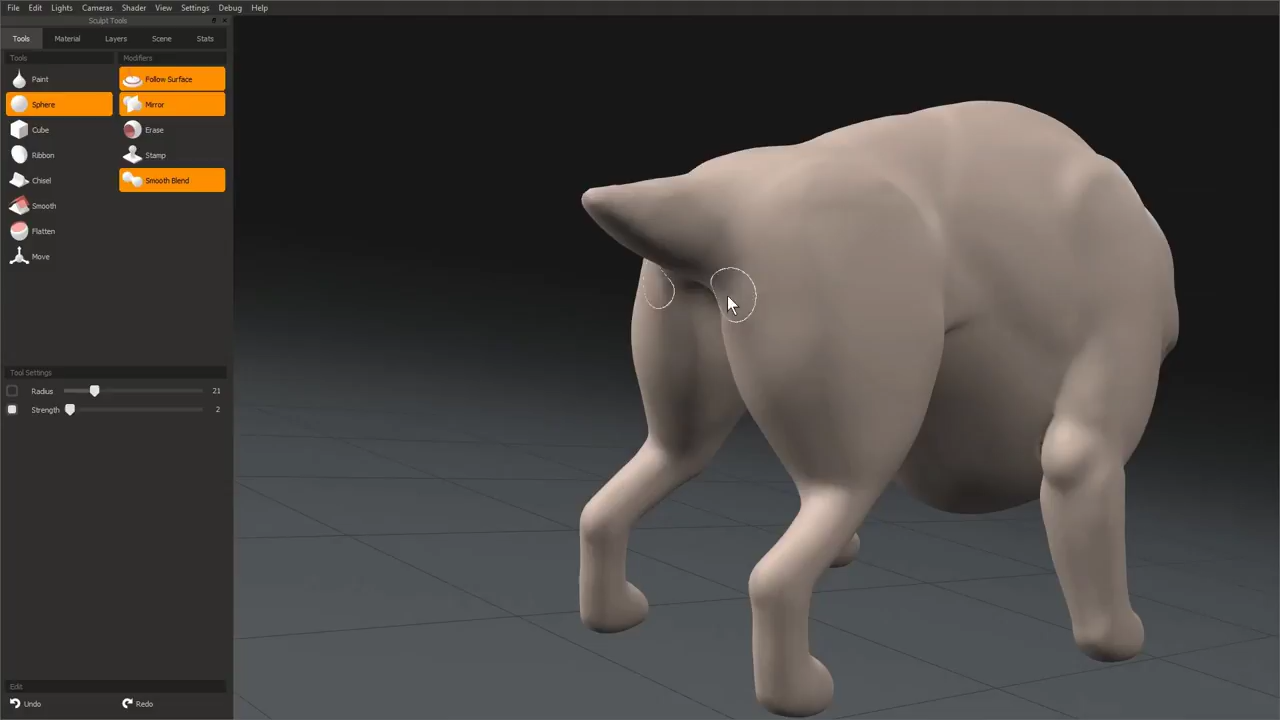 File Edit Lights Cameras Shader View Settings Debug Help
Sculpt Tools
Tools Material Layers Scene Stats
Tools Modifiers
Paint Follow Surface
Sphere Mirror
Cube Erase
Ribbon Stamp
Chisel Smooth Blend
Smooth
Flatten
Move
Tool Settings
Radius 21
Strength 2
Edit
Undo Redo